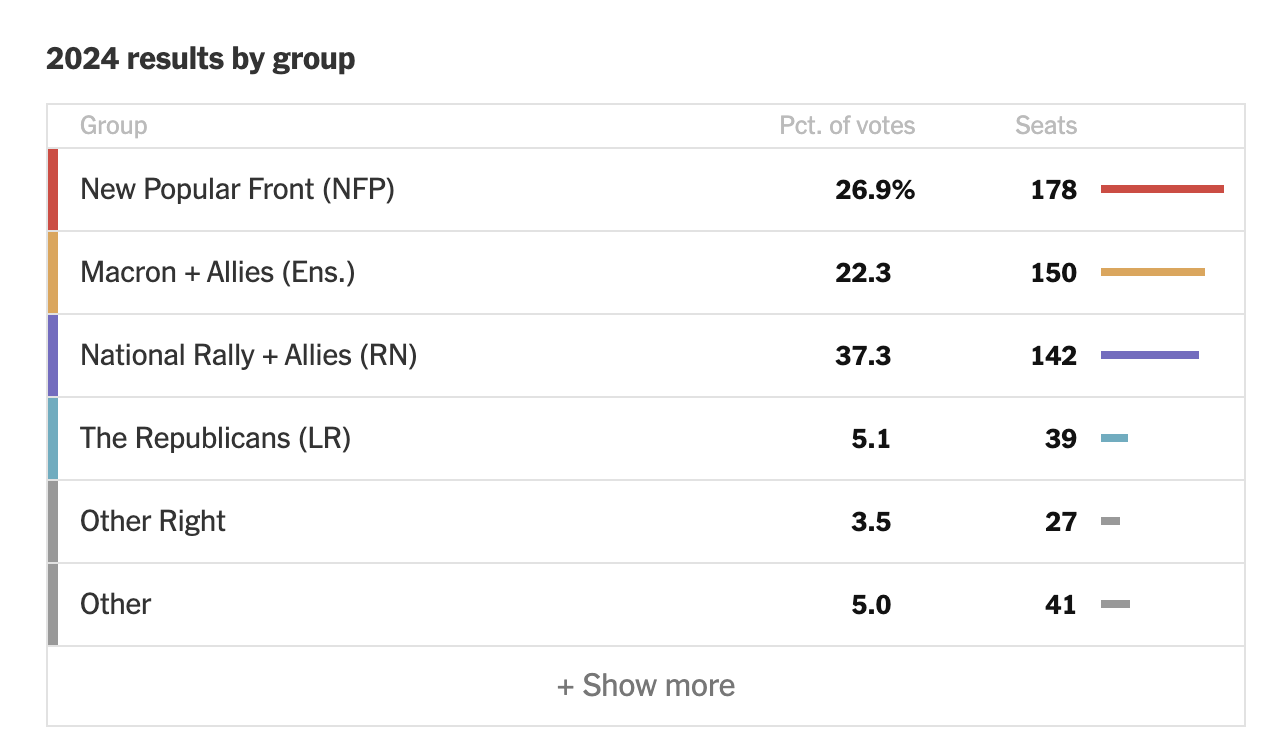 2024 results by group
Group Pct. of votes Seats
New Popular Front (NFP) 26.9% 178
Macron + Allies (Ens.) 22.3 150
National Rally + Allies (RN) 37.3 142
The Republicans (LR) 5.1 39
Other Right 3.5 27
Other 5.0 41
+ Show more